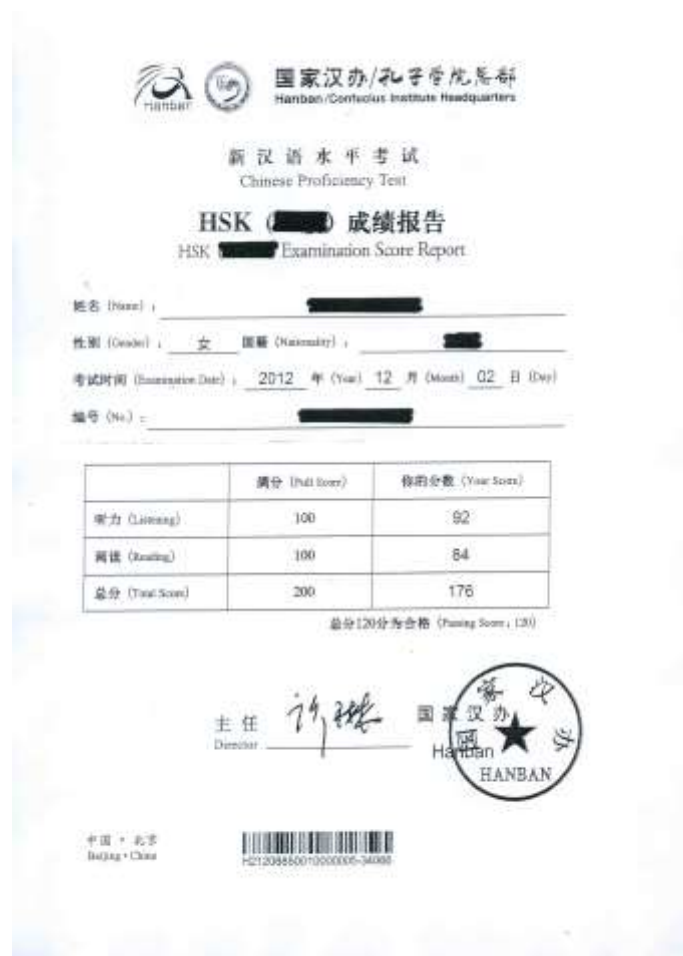 Hanban
国家汉办/孔子学院总部
Hanban/Confucius Institute Headquarters
新汉语水平考试
Chinese Proficiency Test
HSK ( ) 成绩报告
HSK Examination Score Report
姓名 (Name) :
性别 (Gender) : 女 国籍 (Nationality) :
考试时间 (Examination Date) : 2012 年 (Year) 12 月 (Month) 02 日 (Day)
编号 (No.) :
满分 (Full Score) 你的分数 (Your Score)
听力 (Listening) 100 92
阅读 (Reading) 100 84
总分 (Total Score) 200 176
总分120分为合格 (Passing Score: 120)
主任 许琳 国家汉办
Director Hanban
国家汉办
HANBAN
中国·北京
Beijing·China